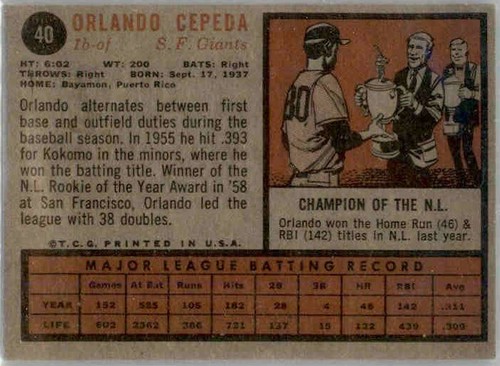 40
ORLANDO CEPEDA
1b-of S. F. Giants
HT: 6:02 WT: 200 BATS: Right
THROWS: Right BORN: Sept. 17, 1937
HOME: Bayamon, Puerto Rico
Orlando alternates between first
base and outfield duties during the
baseball season. In 1955 he hit .393
for Kokomo in the minors, where he
won the batting title. Winner of the
N.L. Rookie of the Year Award in '58
at San Francisco, Orlando led the
league with 38 doubles.
©T.C.G. PRINTED IN U.S.A.
30
CHAMPION OF THE N.L.
Orlando won the Home Run (46) &
RBI (142) titles in N.L. last year.
MAJOR LEAGUE BATTING RECORD
Games At Bat Runs Hits 2B 3B HR RBI Avg
YEAR 152 585 105 182 28 4 46 142 .311
LIFE 602 2362 366 731 137 15 122 439 .309